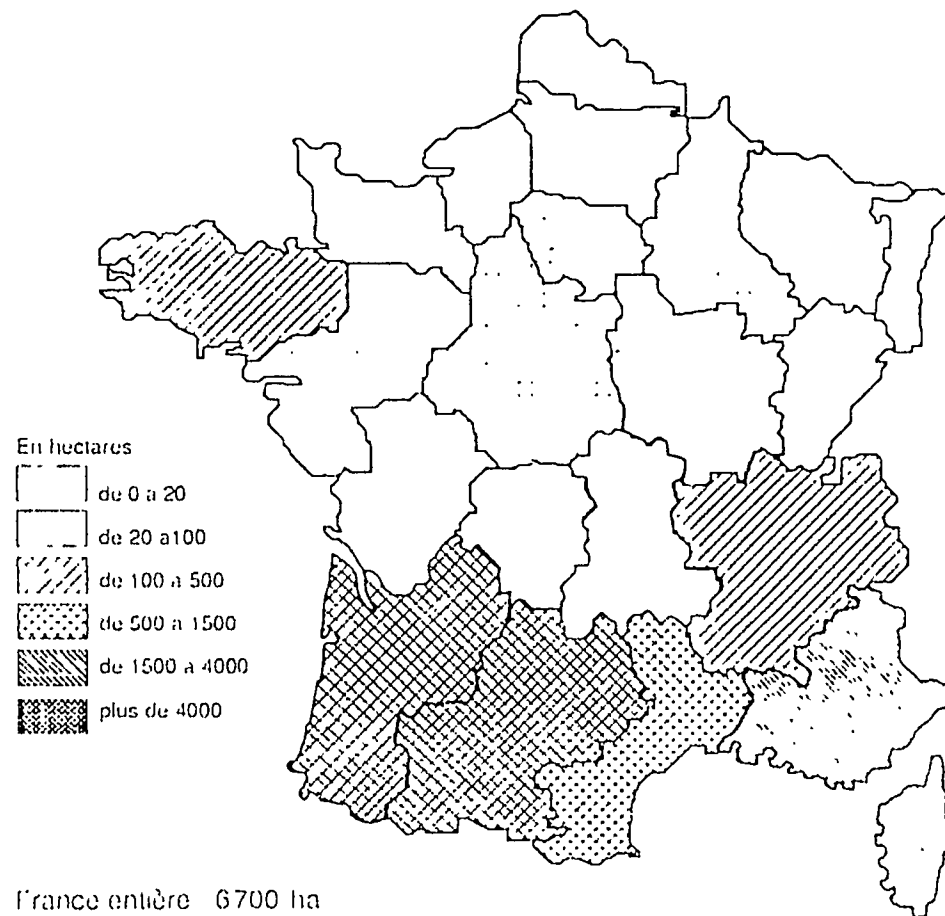 En hectares
de 0 a 20
de 20 a100
de 100 a 500
de 500 a 1500
de 1500 a 4000
plus de 4000
France entière 6700 ha